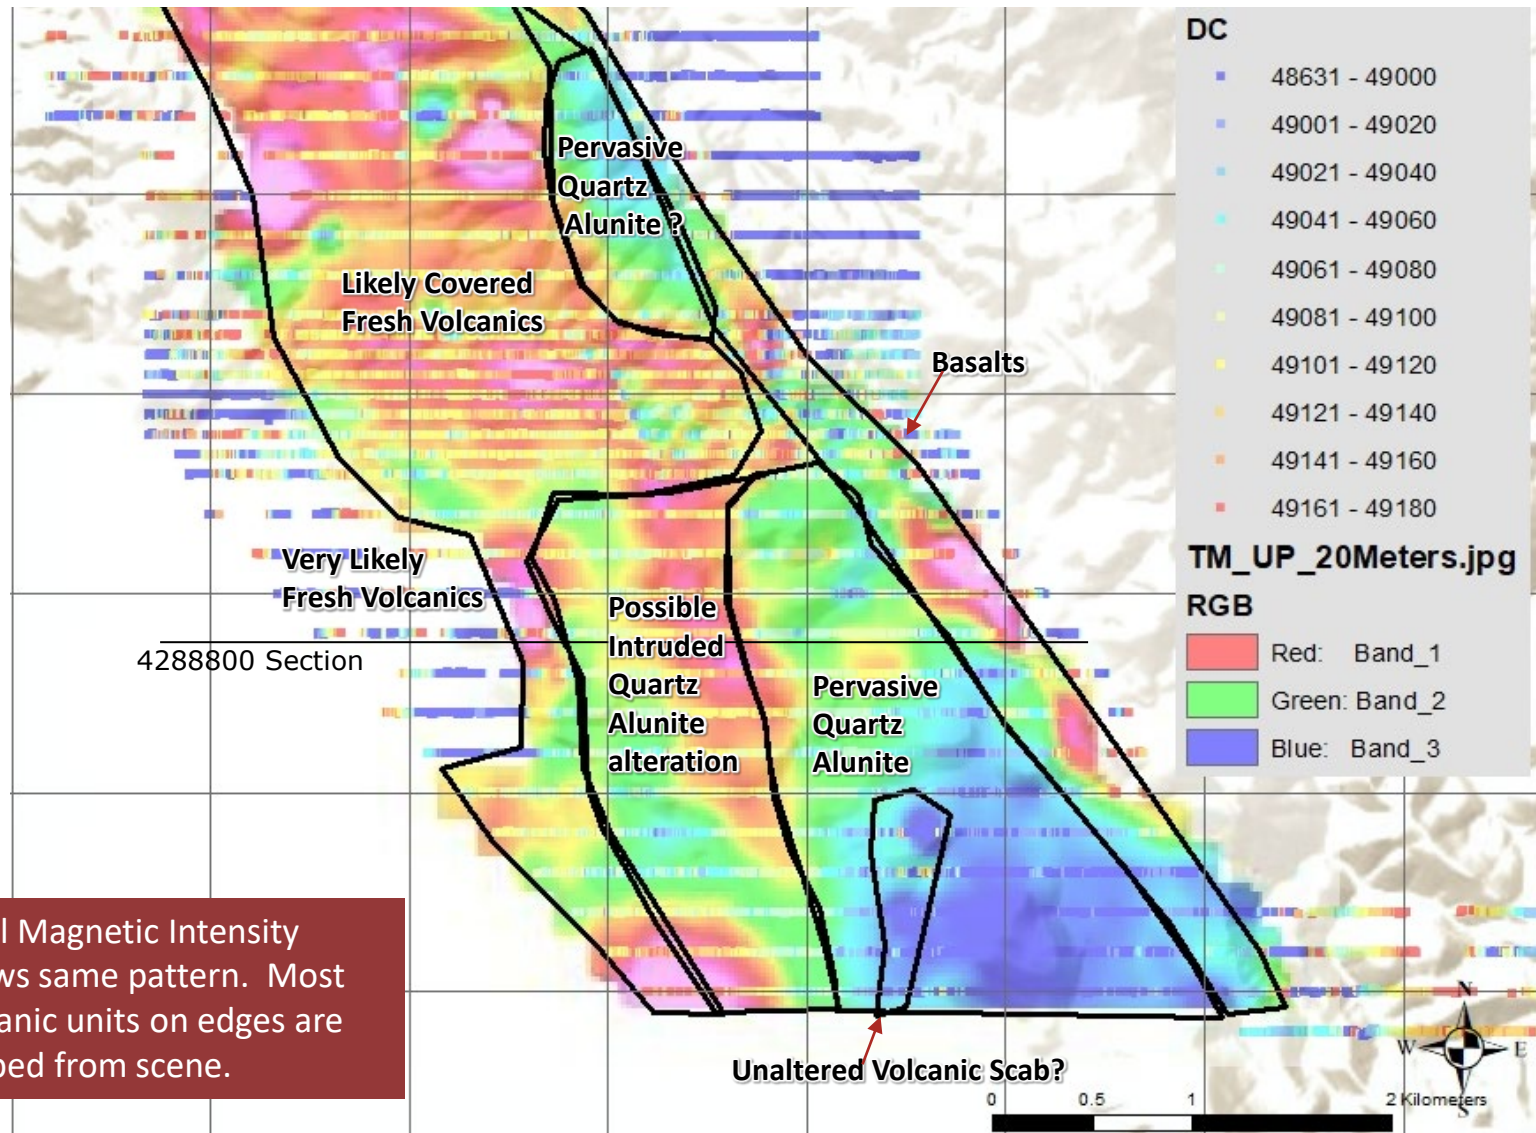 DC
48631 - 49000
49001 - 49020
49021 - 49040
49041 - 49060
49061 - 49080
49081 - 49100
49101 - 49120
49121 - 49140
49141 - 49160
49161 - 49180
TM_UP_20Meters.jpg
RGB
Red: Band_1
Green: Band_2
Blue: Band_3
Pervasive
Quartz
Alunite ?
Likely Covered
Fresh Volcanics
Basalts
Very Likely
Fresh Volcanics
Possible
Intruded
Quartz
Alunite
alteration
4288800 Section
Pervasive
Quartz
Alunite
l Magnetic Intensity
ws same pattern. Most
anic units on edges are
ped from scene.
Unaltered Volcanic Scab?
N
W E
S
0 0.5 1 2 Kilometers